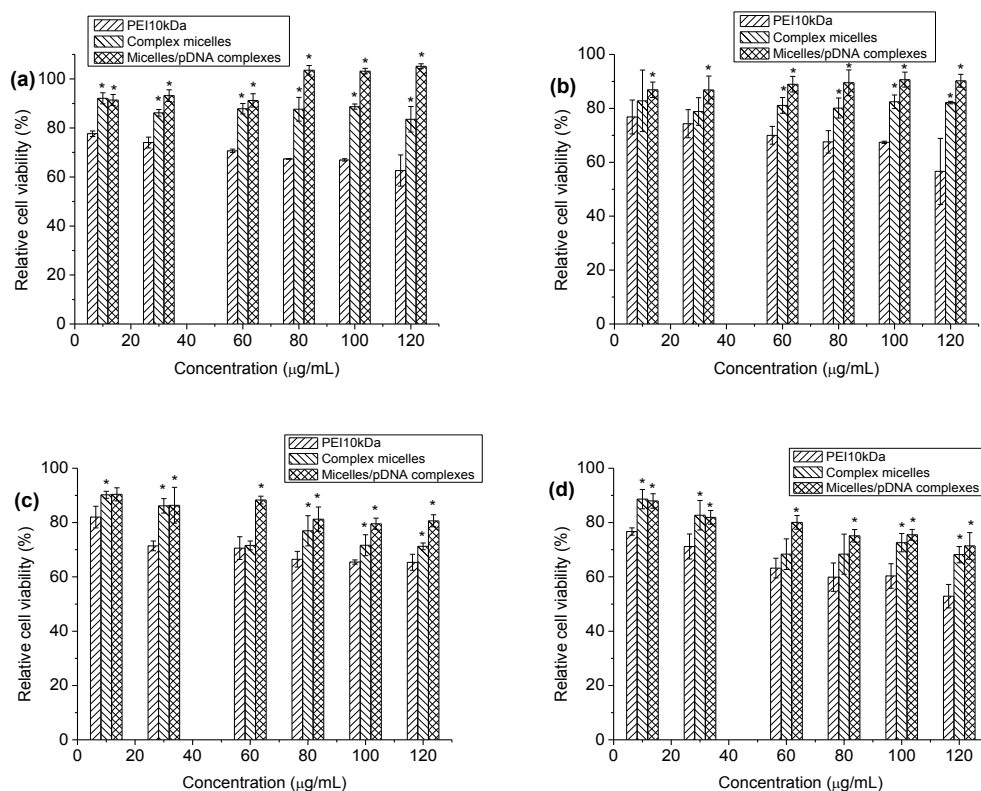 PEI10kDa
Complex micelles
Micelles/pDNA complexes
(a)
Relative cell viability (%)
100
80
60
40
20
0
* * * * * * * * * * * *
0 20 40 60 80 100 120
Concentration (μg/mL)
PEI10kDa
Complex micelles
Micelles/pDNA complexes
(b)
Relative cell viability (%)
100
80
60
40
20
0
* * * * * * * * * *
0 20 40 60 80 100 120
Concentration (μg/mL)
PEI10kDa
Complex micelles
Micelles/pDNA complexes
(c)
Relative cell viability (%)
100
80
60
40
20
0
* * * * * * * * * *
0 20 40 60 80 100 120
Concentration (μg/mL)
PEI10kDa
Complex micelles
Micelles/pDNA complexes
(d)
Relative cell viability (%)
100
80
60
40
20
0
* * * * * * * * * *
0 20 40 60 80 100 120
Concentration (μg/mL)